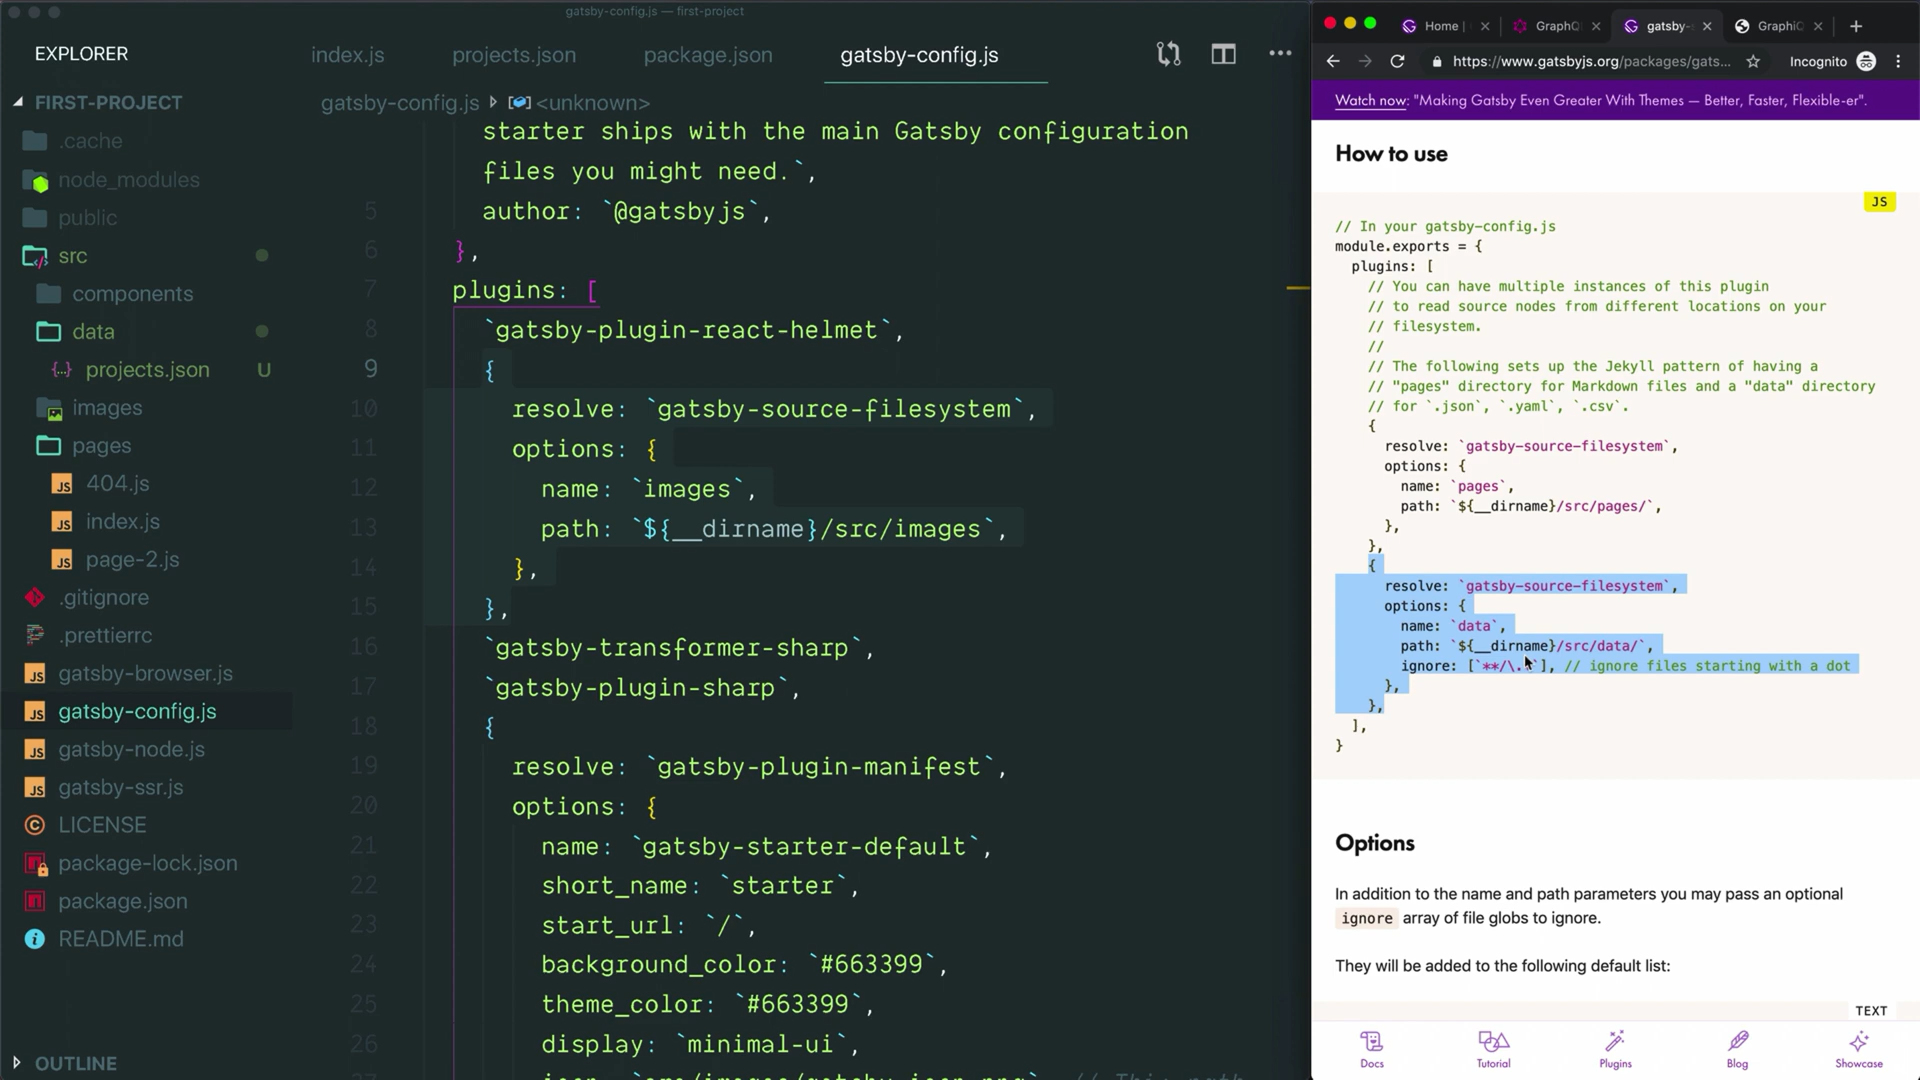 gatsby-config.js — first-project
EXPLORER
FIRST-PROJECT
.cache
node_modules
public
src
components
data
projects.json U
images
pages
404.js
index.js
page-2.js
.gitignore
.prettierrc
gatsby-browser.js
gatsby-config.js
gatsby-node.js
gatsby-ssr.js
LICENSE
package-lock.json
package.json
README.md
OUTLINE
index.js projects.json package.json gatsby-config.js
gatsby-config.js <unknown>
starter ships with the main Gatsby configuration
files you might need.`,
5 author: `@gatsbyjs`,
6 },
7 plugins: [
8 `gatsby-plugin-react-helmet`,
9 {
10 resolve: `gatsby-source-filesystem`,
11 options: {
12 name: `images`,
13 path: `${__dirname}/src/images`,
14 },
15 },
16 `gatsby-transformer-sharp`,
17 `gatsby-plugin-sharp`,
18 {
19 resolve: `gatsby-plugin-manifest`,
20 options: {
21 name: `gatsby-starter-default`,
22 short_name: `starter`,
23 start_url: `/`,
24 background_color: `#663399`,
25 theme_color: `#663399`,
26 display: `minimal-ui`,
Home | GraphQ gatsby- GraphiQ
https://www.gatsbyjs.org/packages/gats... Incognito
Watch now: "Making Gatsby Even Greater With Themes — Better, Faster, Flexible-er".
How to use
JS
// In your gatsby-config.js
module.exports = {
plugins: [
// You can have multiple instances of this plugin
// to read source nodes from different locations on your
// filesystem.
//
// The following sets up the Jekyll pattern of having a
// "pages" directory for Markdown files and a "data" directory
// for `.json`, `.yaml`, `.csv`.
{
resolve: `gatsby-source-filesystem`,
options: {
name: `pages`,
path: `${__dirname}/src/pages/`,
},
},
{
resolve: `gatsby-source-filesystem`,
options: {
name: `data`,
path: `${__dirname}/src/data/`,
ignore: // ignore files starting with a dot
},
},
],
}
Options
In addition to the name and path parameters you may pass an optional
ignore array of file globs to ignore.
They will be added to the following default list:
TEXT
Docs Tutorial Plugins Blog Showcase